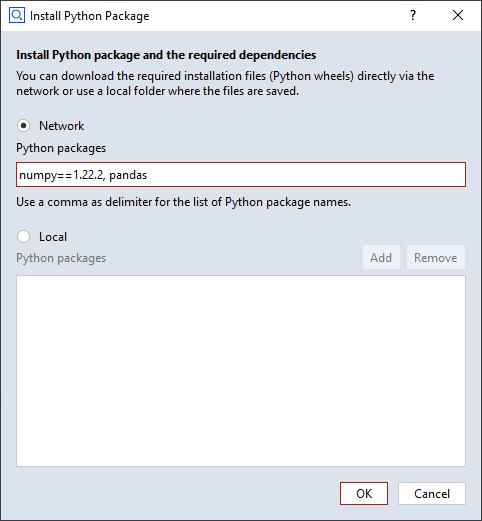 Install Python Package
?
Install Python package and the required dependencies
You can download the required installation files (Python wheels) directly via the
network or use a local folder where the files are saved.
Network
Python packages
numpy==1.22.2, pandas
Use a comma as delimiter for the list of Python package names.
Local
Python packages Add Remove
OK Cancel